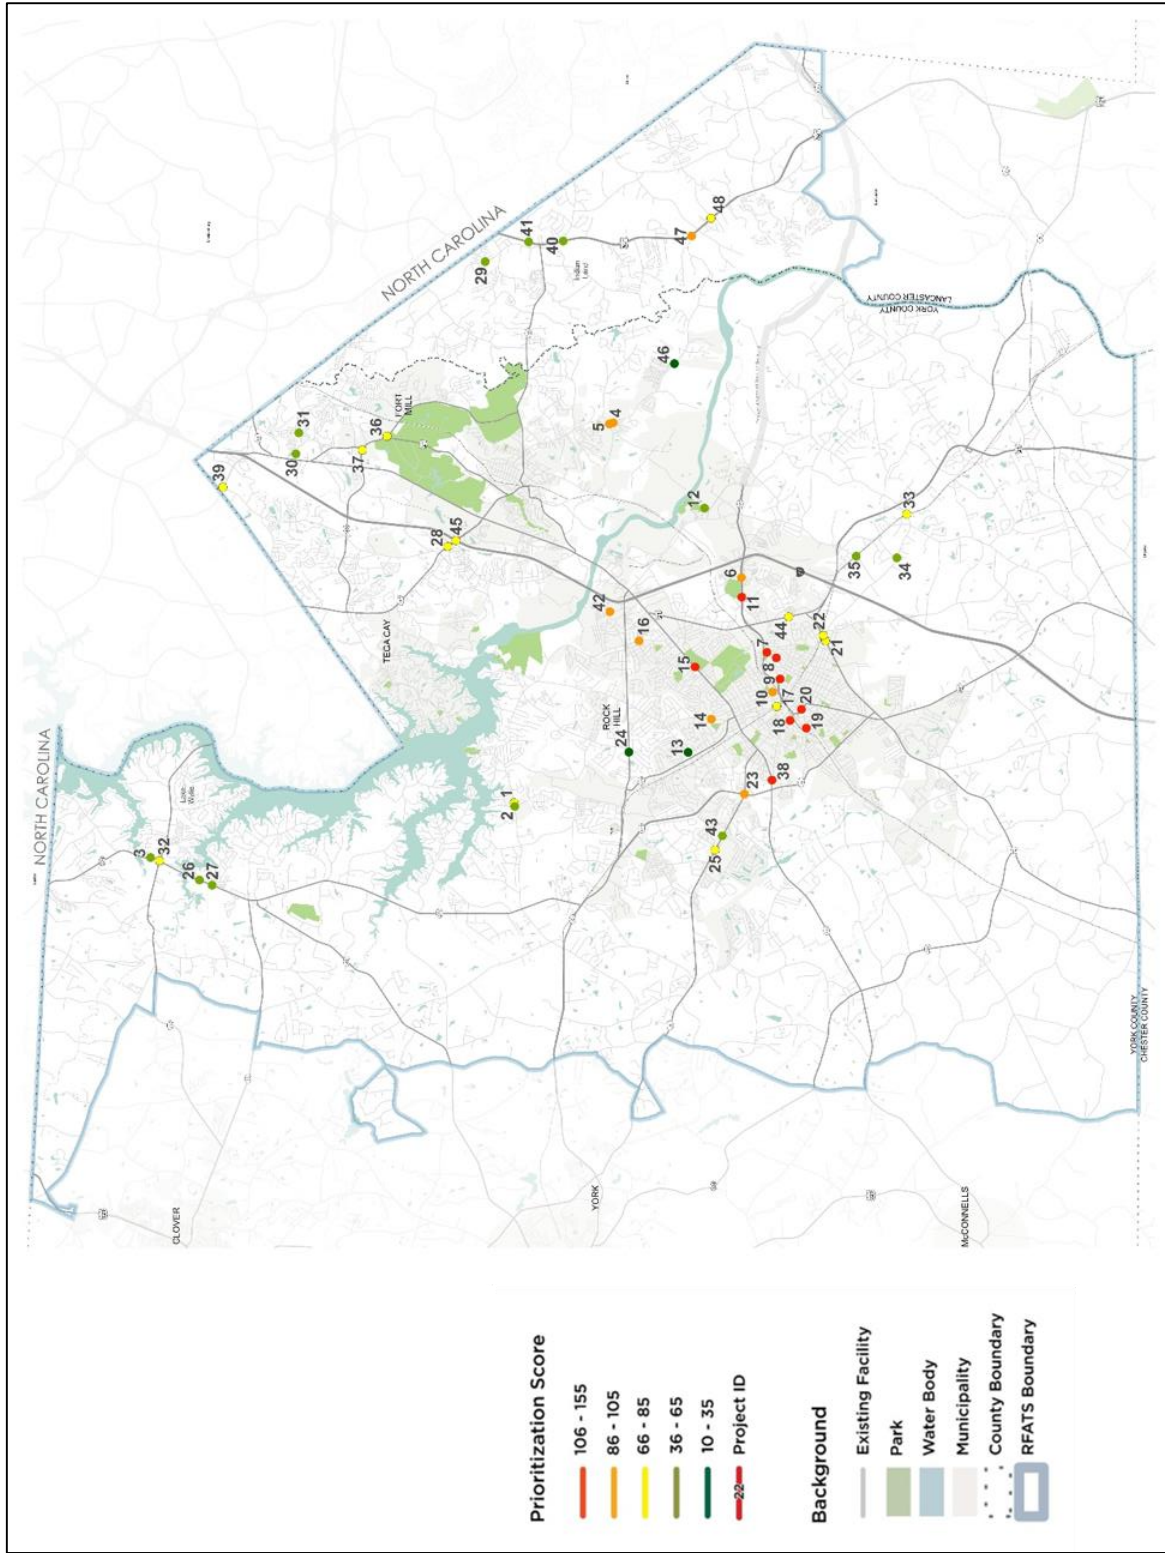 NORTH CAROLINA
NORTH CAROLINA
3
32
26
27
Lake
Wylie
TEGA CAY
39
30
31
37
36
FORT
MILL
28
45
29
41
40
Indian
Land
47
48
46
5
4
12
2
1
42
16
15
14
13
24
ROCK
HILL
6
11
7
8
9
10
17
18
19
20
44
22
21
38
23
43
25
35
34
33
CLOVER
YORK
McCONNELLS
YORK COUNTY
LANCASTER COUNTY
YORK COUNTY
CHESTER COUNTY
Prioritization Score
106 - 155
86 - 105
66 - 85
36 - 65
10 - 35
22 Project ID
Background
Existing Facility
Park
Water Body
Municipality
County Boundary
RFATS Boundary